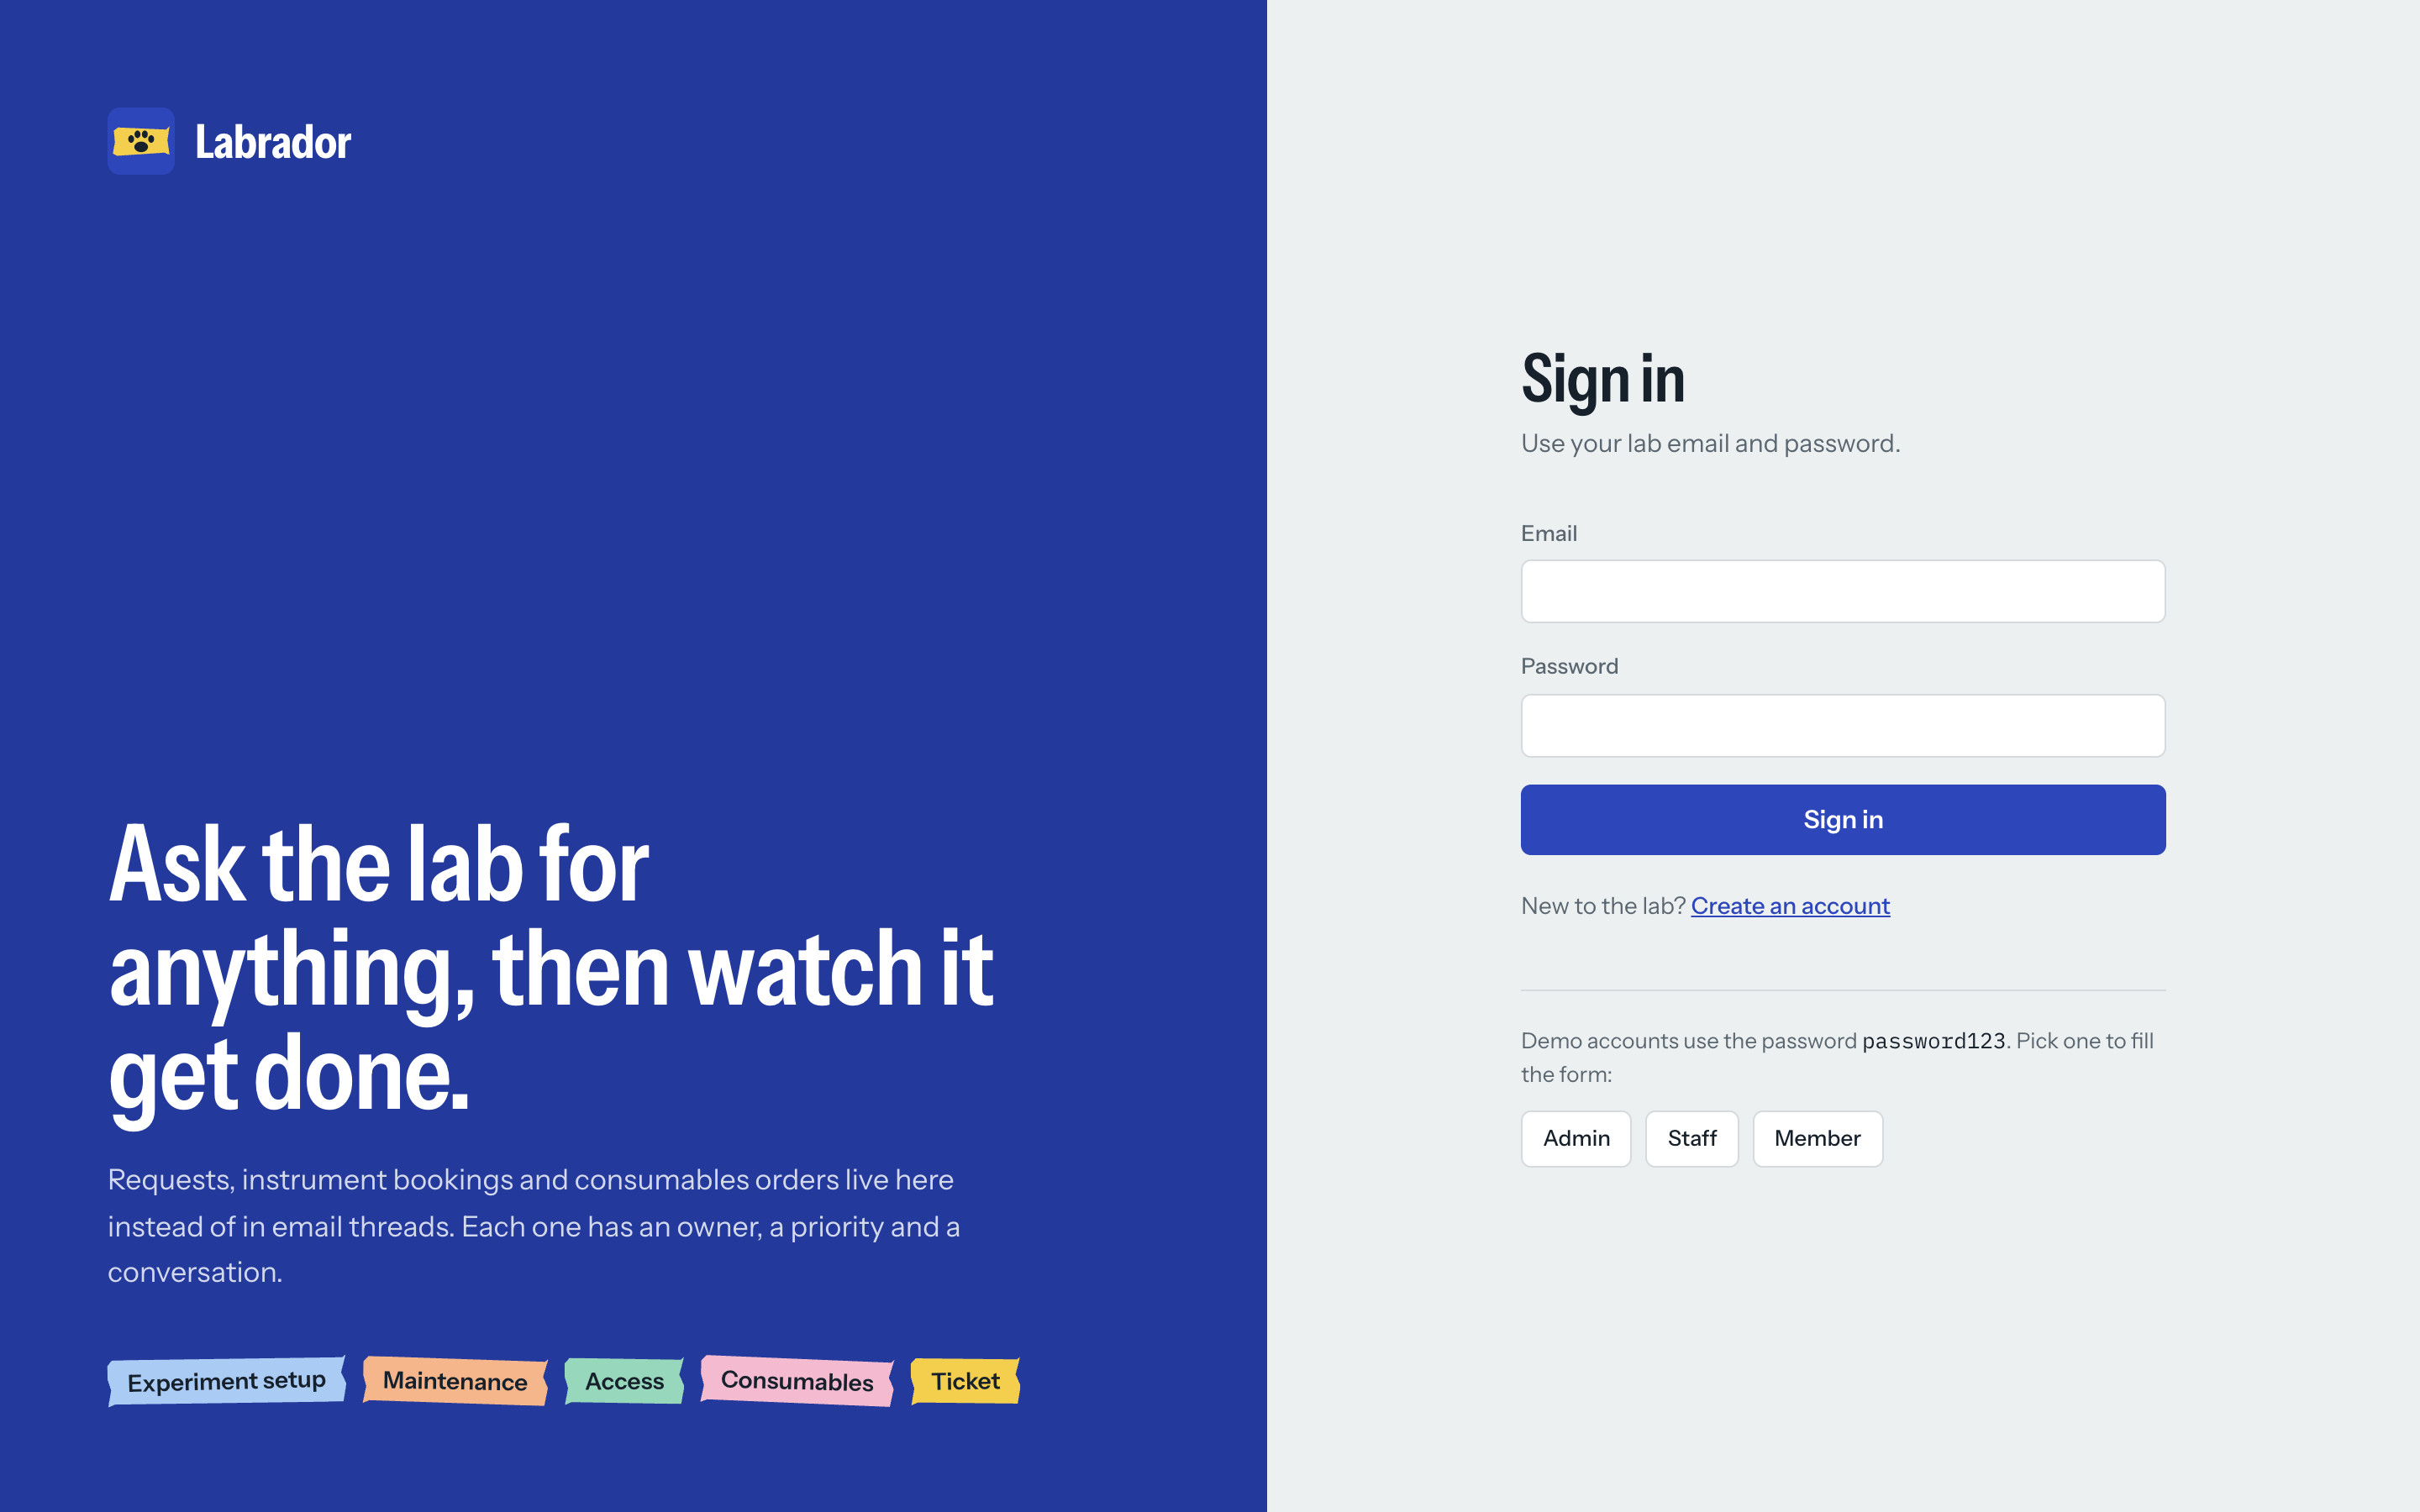 Labrador
Ask the lab for
anything, then watch it
get done.
Requests, instrument bookings and consumables orders live here
instead of in email threads. Each one has an owner, a priority and a
conversation.
Experiment setup
Maintenance
Access
Consumables
Ticket
Sign in
Use your lab email and password.
Email
Password
Sign in
New to the lab? Create an account
Demo accounts use the password password123. Pick one to fill
the form:
Admin
Staff
Member